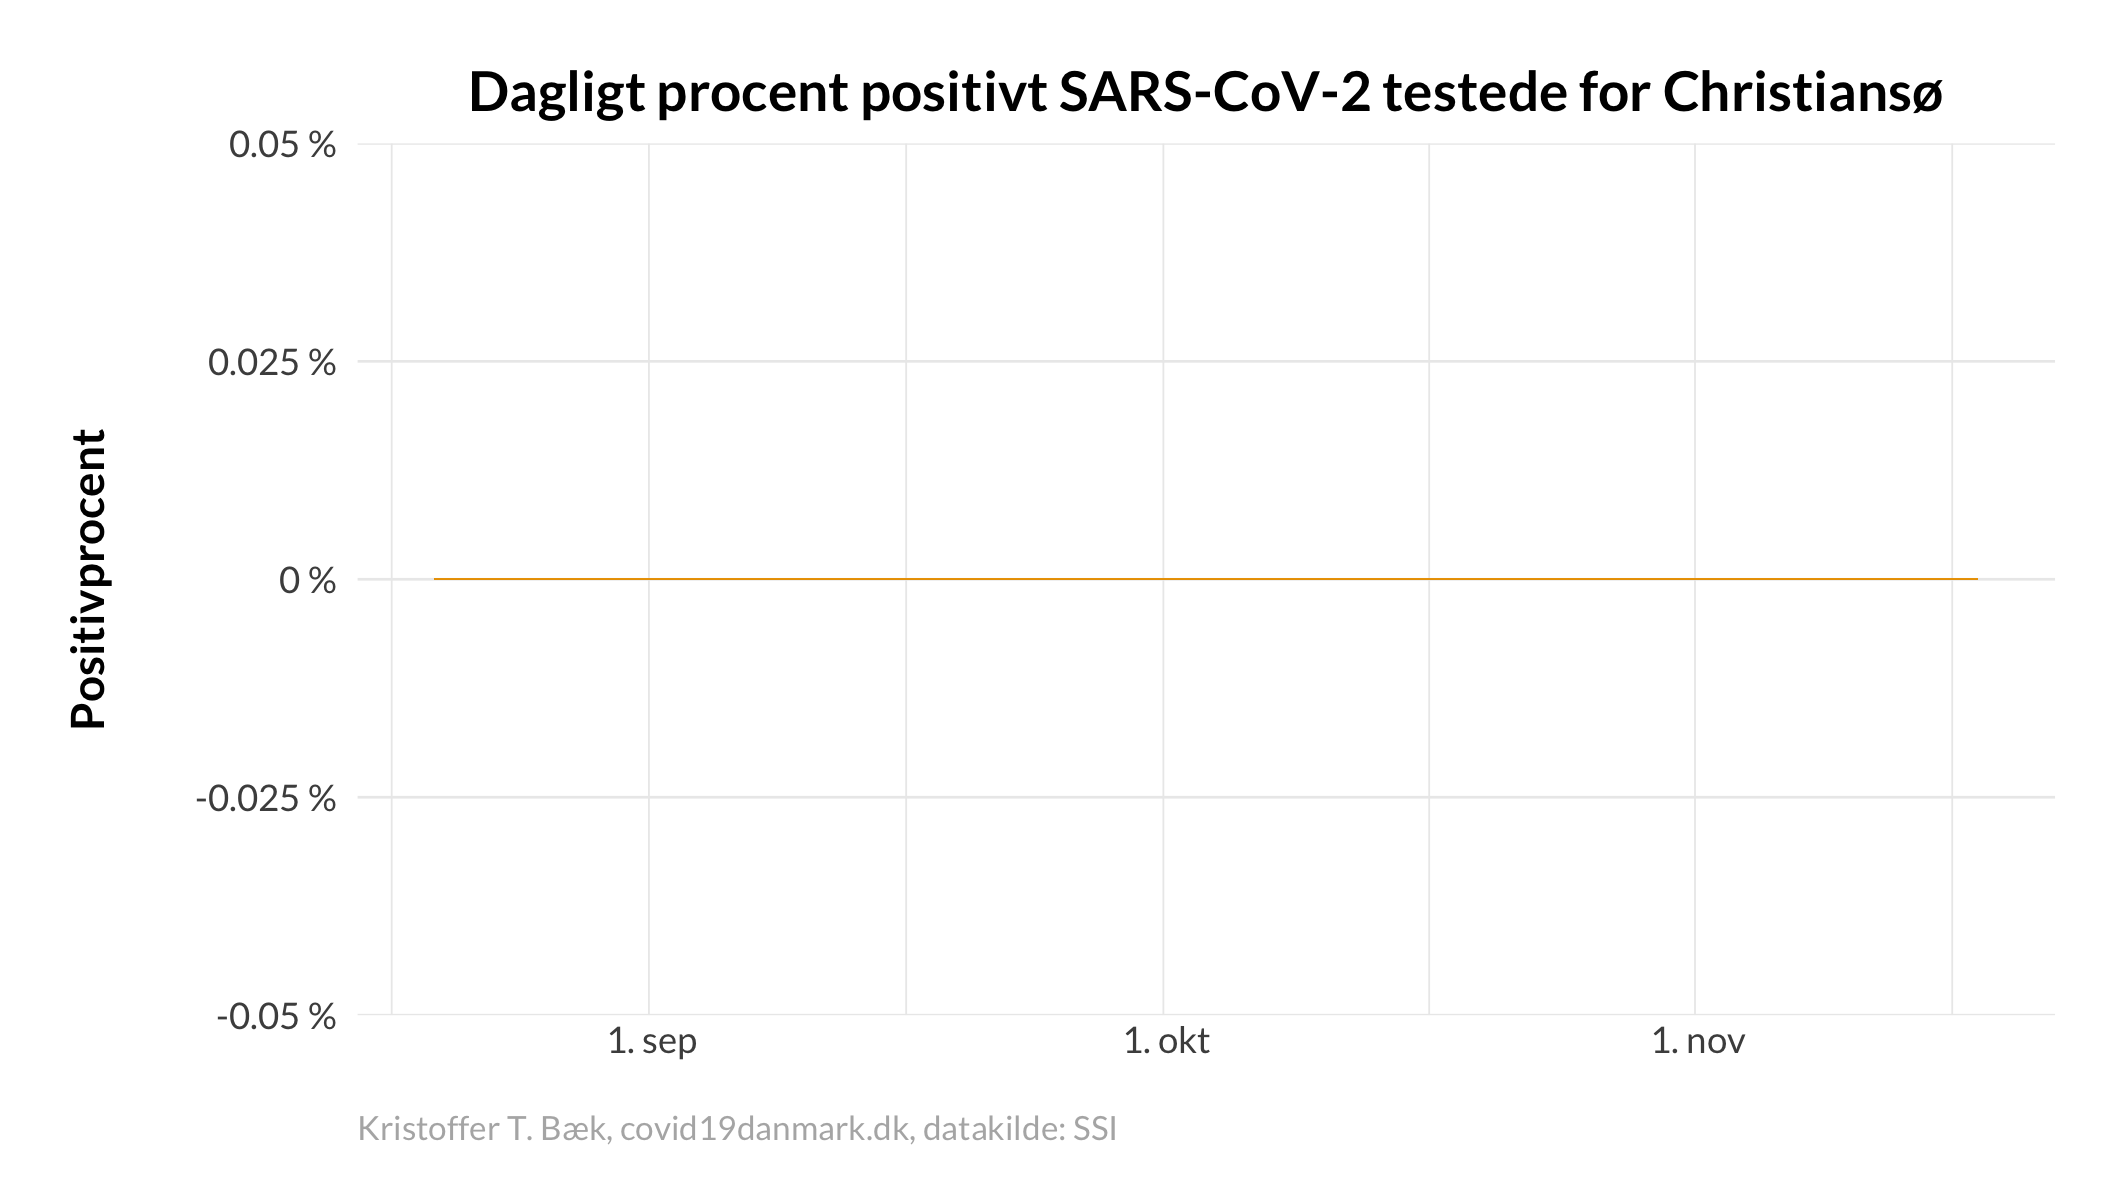 Dagligt procent positivt SARS-CoV-2 testede for Christiansø
0.05 %
0.025 %
0 %
-0.025 %
-0.05 %
Positivprocent
1. sep
1. okt
1. nov
Kristoffer T. Bæk, covid19danmark.dk, datakilde: SSI